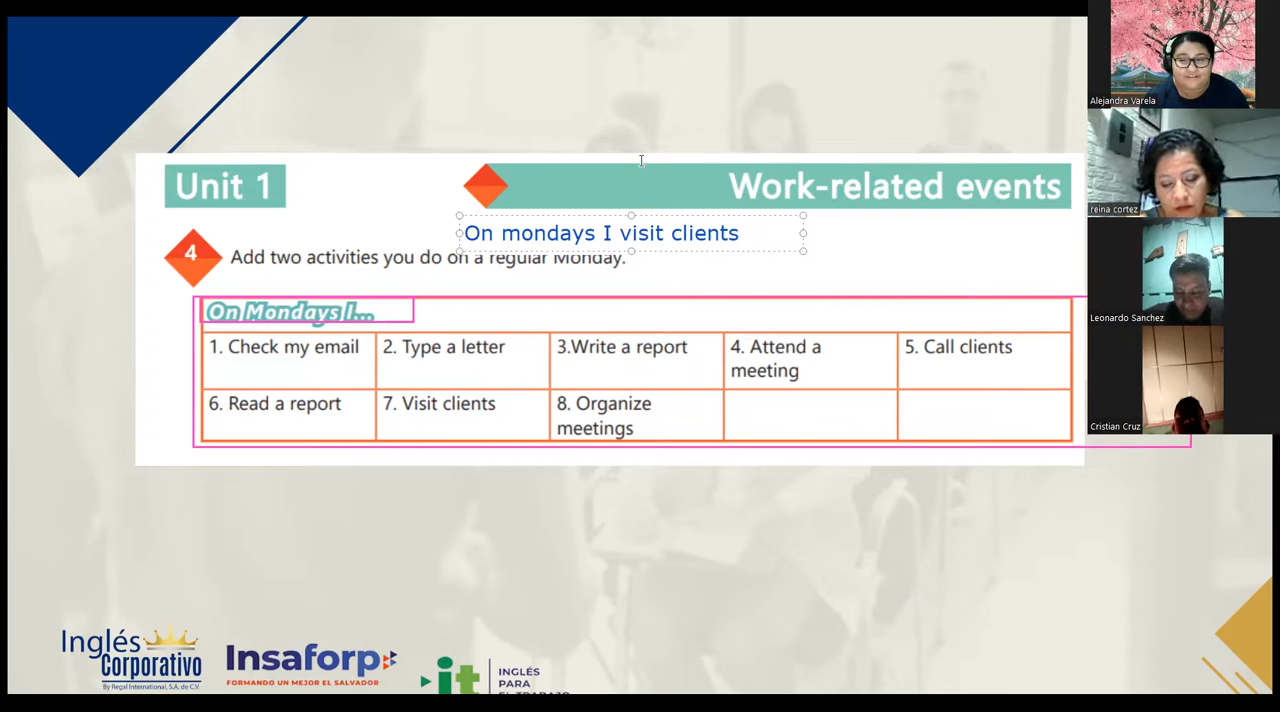 Unit 1
Work-related events
On mondays I visit clients
4
Add two activities you do on a regular Monday.
On Mondays I...
1. Check my email
2. Type a letter
3.Write a report
4. Attend a
meeting
5. Call clients
6. Read a report
7. Visit clients
8. Organize
meetings
Alejandra Varela
reina cortez
Leonardo Sanchez
Cristian Cruz
Inglés
Corporativo
By Regal International, S.A. de C.V.
Insaforp
FORMANDO UN MEJOR EL SALVADOR
it
INGLÉS
PARA
EL TRABAJO